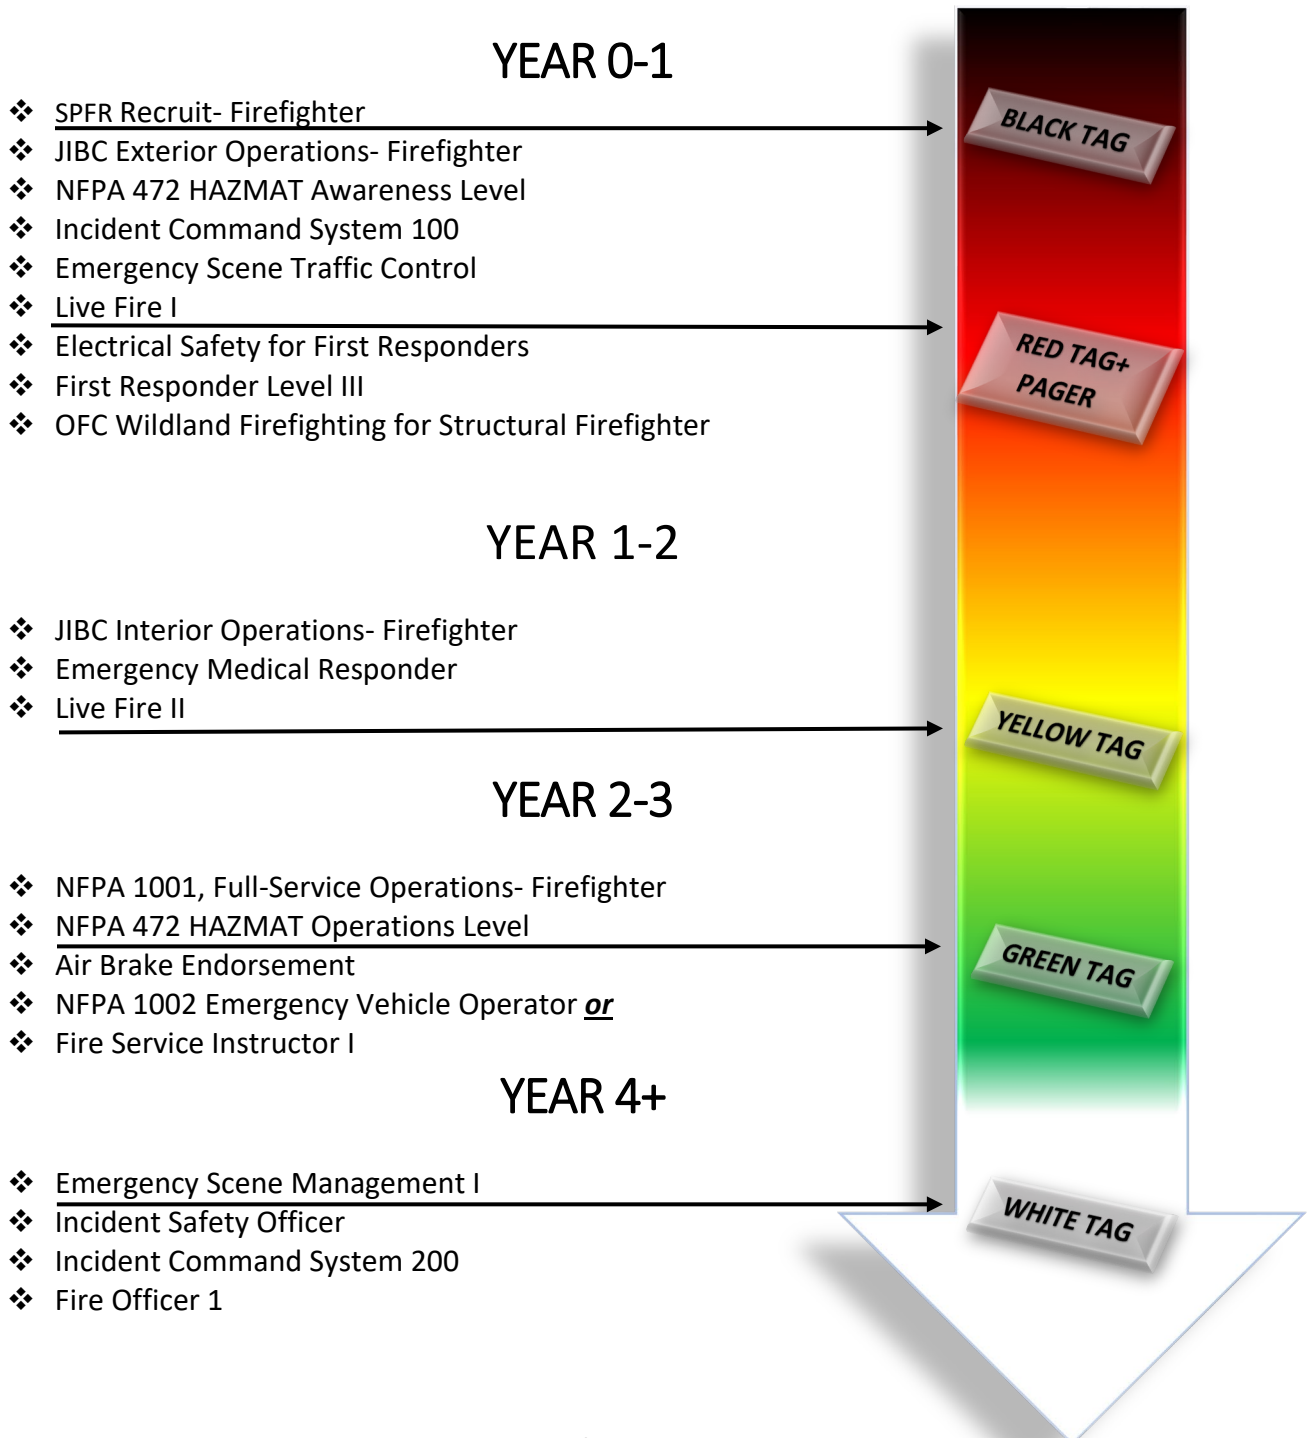 YEAR 0-1
❖ SPFR Recruit- Firefighter
BLACK TAG
❖ JIBC Exterior Operations- Firefighter
❖ NFPA 472 HAZMAT Awareness Level
❖ Incident Command System 100
❖ Emergency Scene Traffic Control
❖ Live Fire I
RED TAG+
PAGER
❖ Electrical Safety for First Responders
❖ First Responder Level III
❖ OFC Wildland Firefighting for Structural Firefighter
YEAR 1-2
❖ JIBC Interior Operations- Firefighter
❖ Emergency Medical Responder
❖ Live Fire II
YELLOW TAG
YEAR 2-3
❖ NFPA 1001, Full-Service Operations- Firefighter
❖ NFPA 472 HAZMAT Operations Level
GREEN TAG
❖ Air Brake Endorsement
❖ NFPA 1002 Emergency Vehicle Operator or
❖ Fire Service Instructor I
YEAR 4+
❖ Emergency Scene Management I
WHITE TAG
❖ Incident Safety Officer
❖ Incident Command System 200
❖ Fire Officer 1